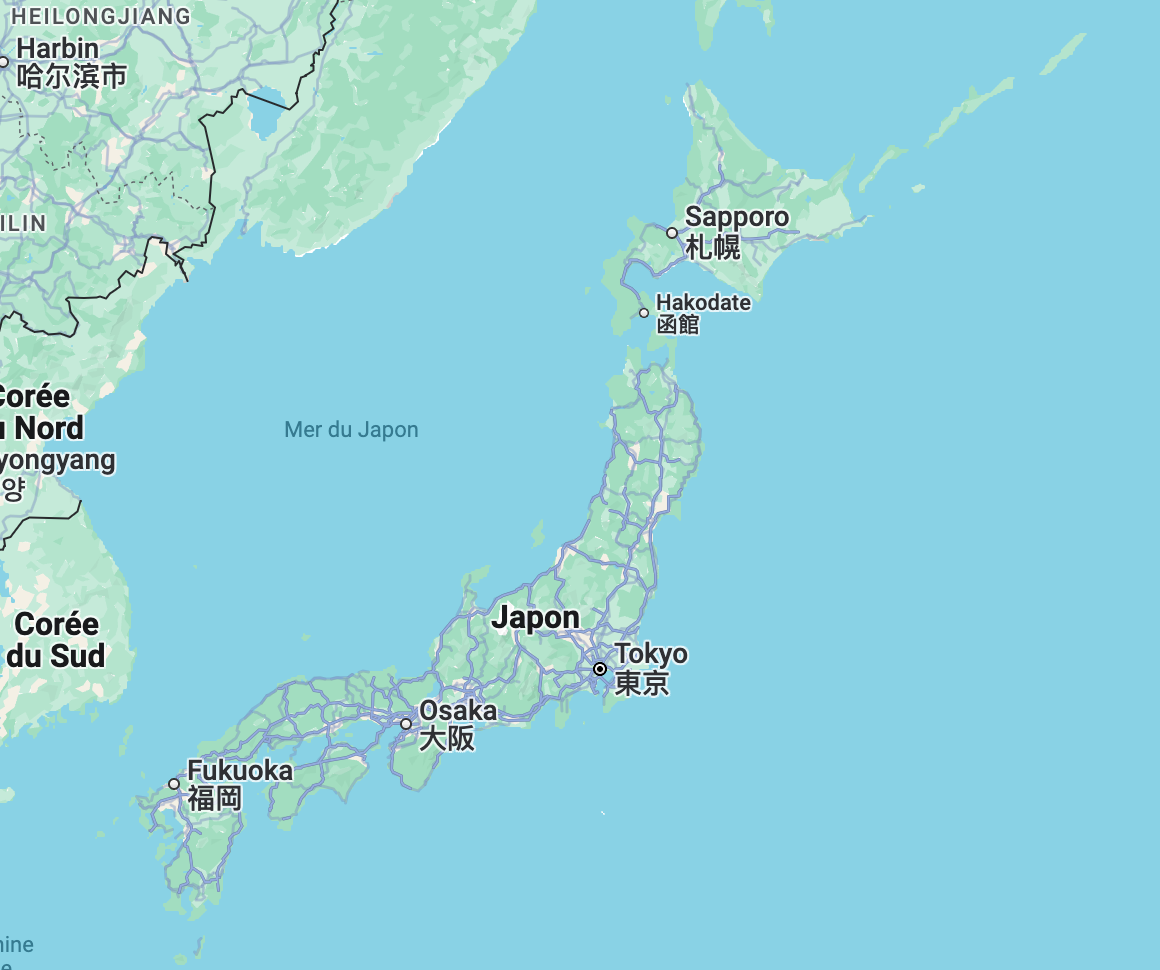 HEILONGJIANG
Harbin
哈尔滨市
ILIN
Sapporo
札幌
Hakodate
函館
Corée
u Nord
yongyang
양
Mer du Japon
Japon
Corée
du Sud
Tokyo
東京
Osaka
大阪
Fukuoka
福岡
hine
e